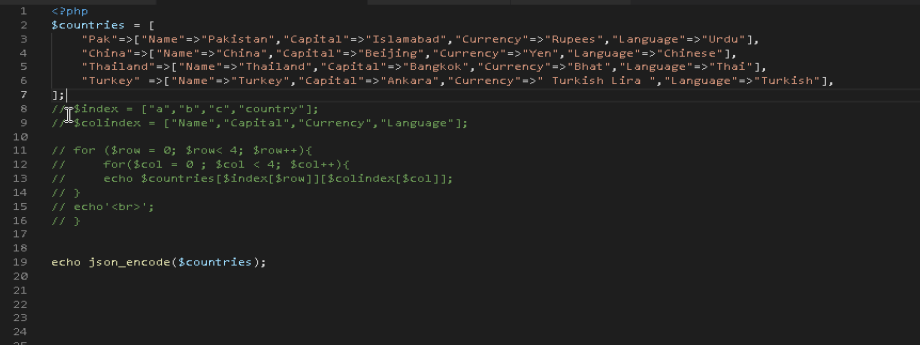 1 <?php
2 $countries = [
3 "Pak"=>["Name"=>"Pakistan","Capital"=>"Islamabad","Currency"=>"Rupees","Language"=>"Urdu"],
4 "China"=>["Name"=>"China","Capital"=>"Beijing","Currency"=>"Yen","Language"=>"Chinese"],
5 "Thailand"=>["Name"=>"Thailand","Capital"=>"Bangkok","Currency"=>"Bhat","Language"=>"Thai"],
6 "Turkey" =>["Name"=>"Turkey","Capital"=>"Ankara","Currency"=>" Turkish Lira ","Language"=>"Turkish"],
7 ];
8 // $index = ["a","b","c","country"];
9 // $colindex = ["Name","Capital","Currency","Language"];
10
11 // for ($row = 0; $row< 4; $row++){
12 // for($col = 0 ; $col < 4; $col++){
13 // echo $countries[$index[$row]][$colindex[$col]];
14 // }
15 // echo'<br>';
16 // }
17
18
19 echo json_encode($countries);
20
21
22
23
24
25